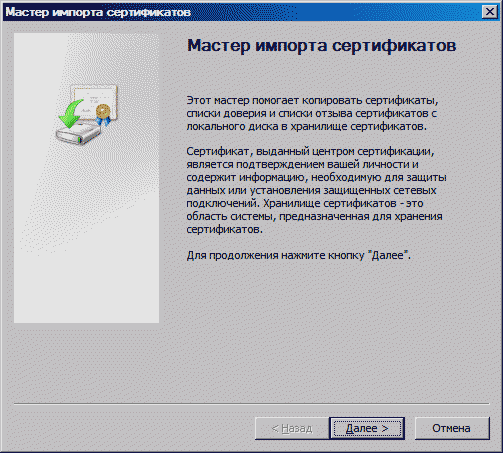 Мастер импорта сертификатов
Мастер импорта сертификатов
Этот мастер помогает копировать сертификаты,
списки доверия и списки отзыва сертификатов с
локального диска в хранилище сертификатов.
Сертификат, выданный центром сертификации,
является подтверждением вашей личности и
содержит информацию, необходимую для защиты
данных или установления защищенных сетевых
подключений. Хранилище сертификатов - это
область системы, предназначенная для хранения
сертификатов.
Для продолжения нажмите кнопку "Далее".
< Назад
Далее >
Отмена